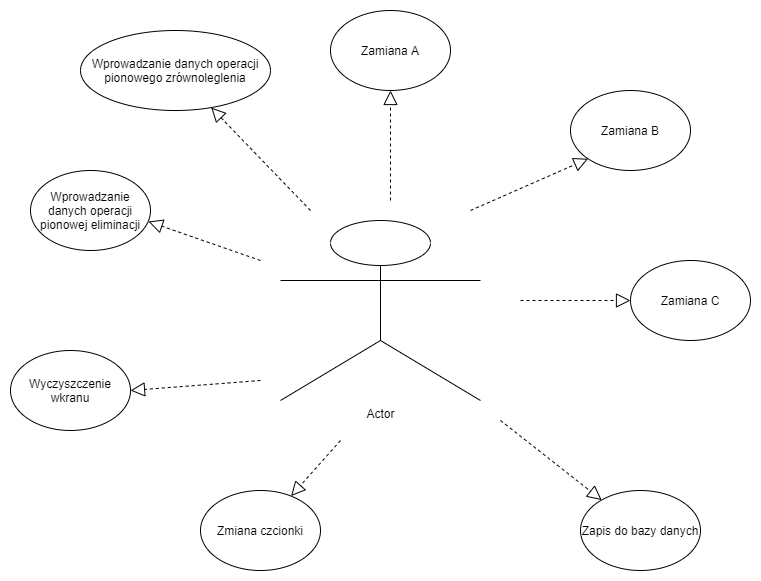 Zamiana A
Wprowadzanie danych operacji
pionowego zrównoleglenia
Zamiana B
Wprowadzanie
danych operacji
pionowej eliminacji
Zamiana C
Wyczyszczenie
wkranu
Actor
Zmiana czcionki
Zapis do bazy danych